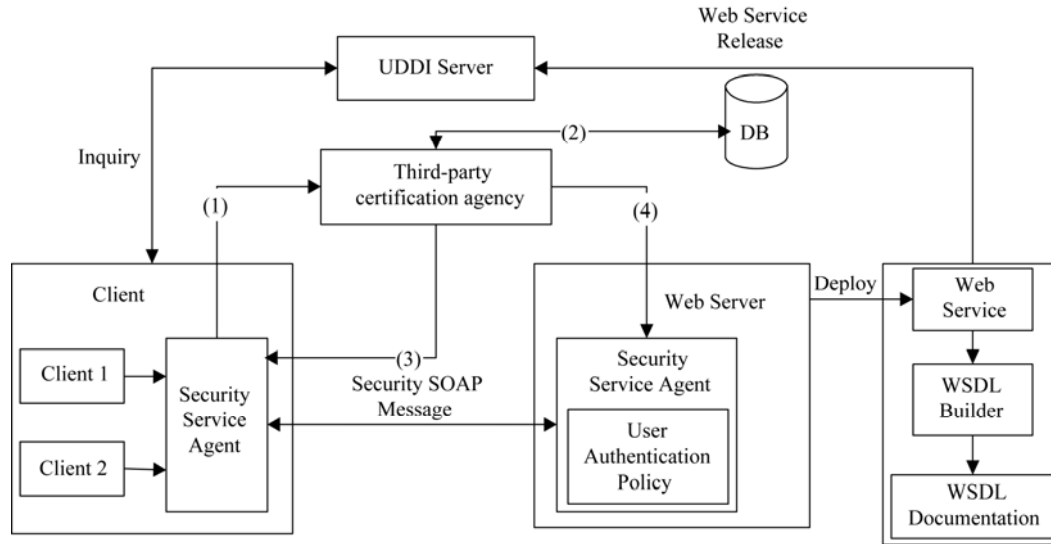 Web Service
Release
UDDI Server
(2)
DB
Inquiry
Third-party
certification agency
(1)
(4)
Client
Web Server
Deploy
Web
Service
Client 1
Security
Service
Agent
(3)
Security SOAP
Message
Security
Service Agent
WSDL
Builder
Client 2
User
Authentication
Policy
WSDL
Documentation